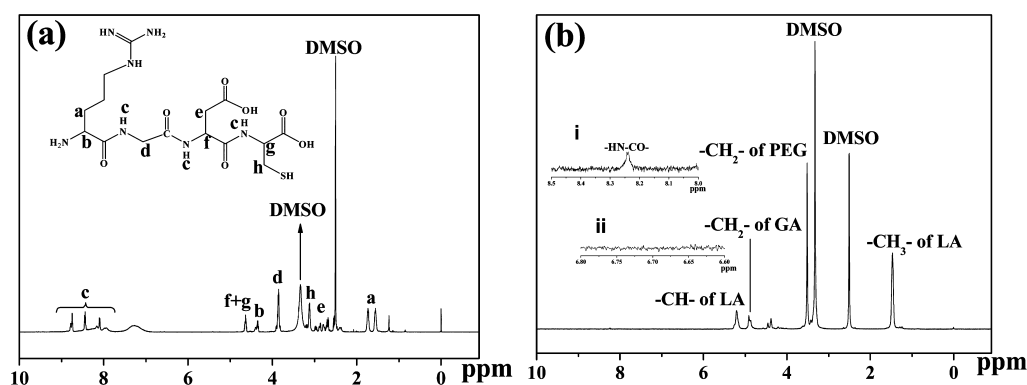 (a)
NH
HN
NH₂
NH
a
c
H
N
H₂N
b
O
d
O
C
N
H
c
e
O
OH
f
O
c
H
N
g
O
OH
h
SH
DMSO
DMSO
c
f+g
b
d
h
e
a
10
8
6
4
2
0
ppm
(b)
DMSO
DMSO
i
-HN-CO-
8.5
8.4
8.3
8.2
8.1
8.0
ppm
-CH₂- of PEG
ii
-CH₂- of GA
6.80
6.75
6.70
6.65
6.60
ppm
-CH₃- of LA
-CH- of LA
10
8
6
4
2
0
ppm